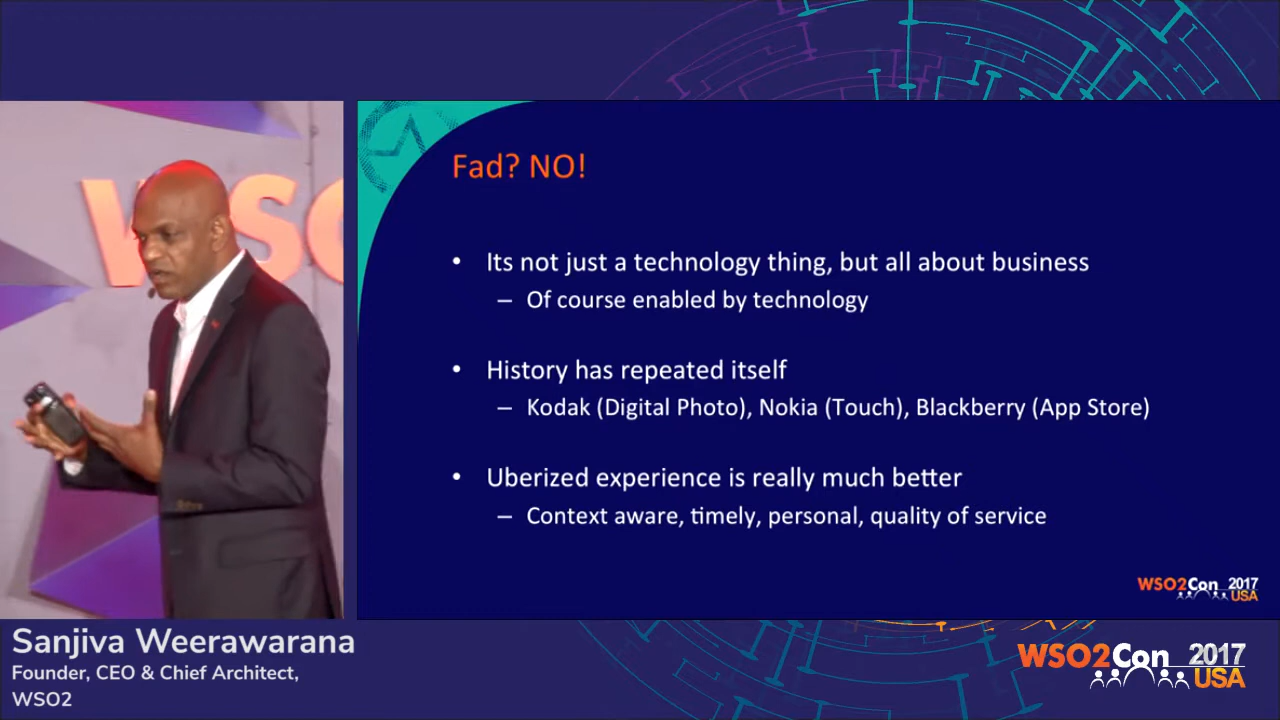 WSO
Fad? NO!
• Its not just a technology thing, but all about business
– Of course enabled by technology
• History has repeated itself
– Kodak (Digital Photo), Nokia (Touch), Blackberry (App Store)
• Uberized experience is really much better
– Context aware, timely, personal, quality of service
WSO2Con 2017
USA
Sanjiva Weerawarana
Founder, CEO & Chief Architect,
WSO2
WSO2Con 2017
USA